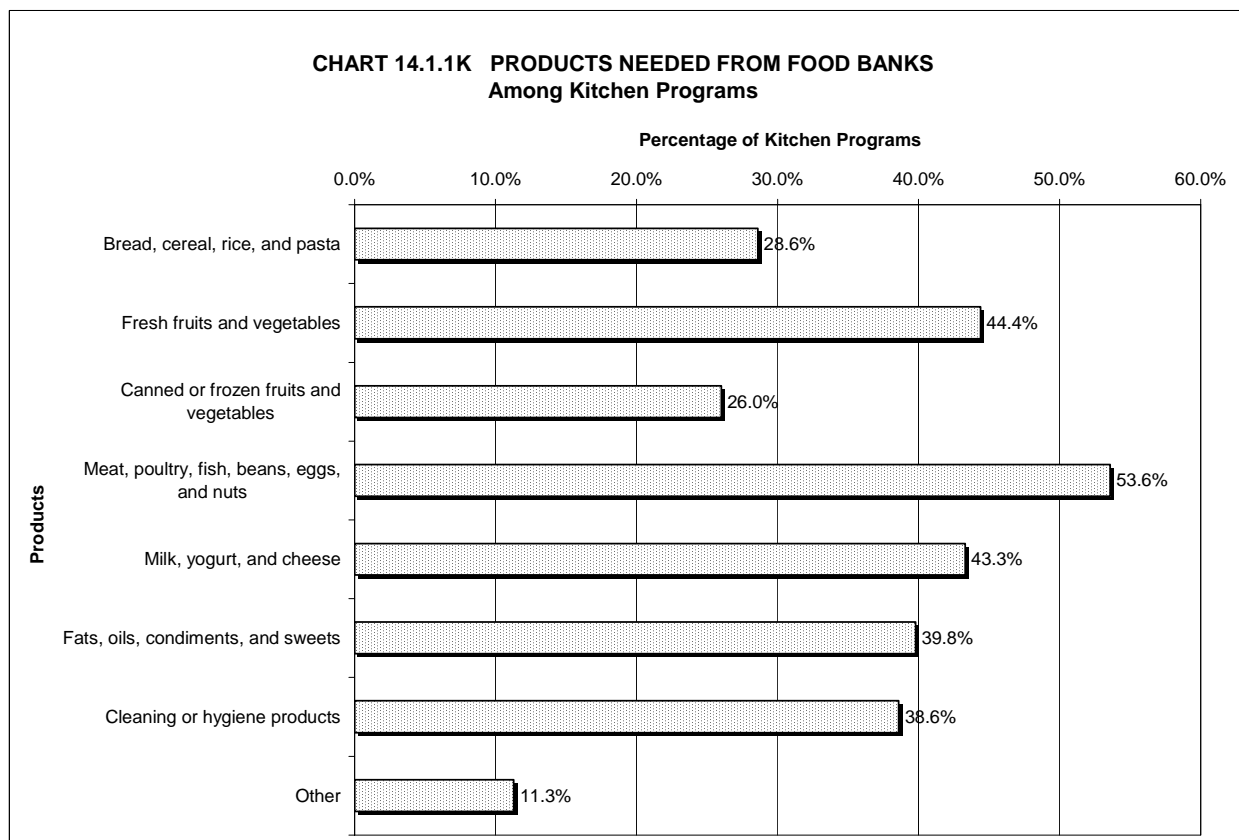 CHART 14.1.1K PRODUCTS NEEDED FROM FOOD BANKS
Among Kitchen Programs
Percentage of Kitchen Programs
0.0% 10.0% 20.0% 30.0% 40.0% 50.0% 60.0%
Products
Bread, cereal, rice, and pasta 28.6%
Fresh fruits and vegetables 44.4%
Canned or frozen fruits and
vegetables 26.0%
Meat, poultry, fish, beans, eggs,
and nuts 53.6%
Milk, yogurt, and cheese 43.3%
Fats, oils, condiments, and sweets 39.8%
Cleaning or hygiene products 38.6%
Other 11.3%